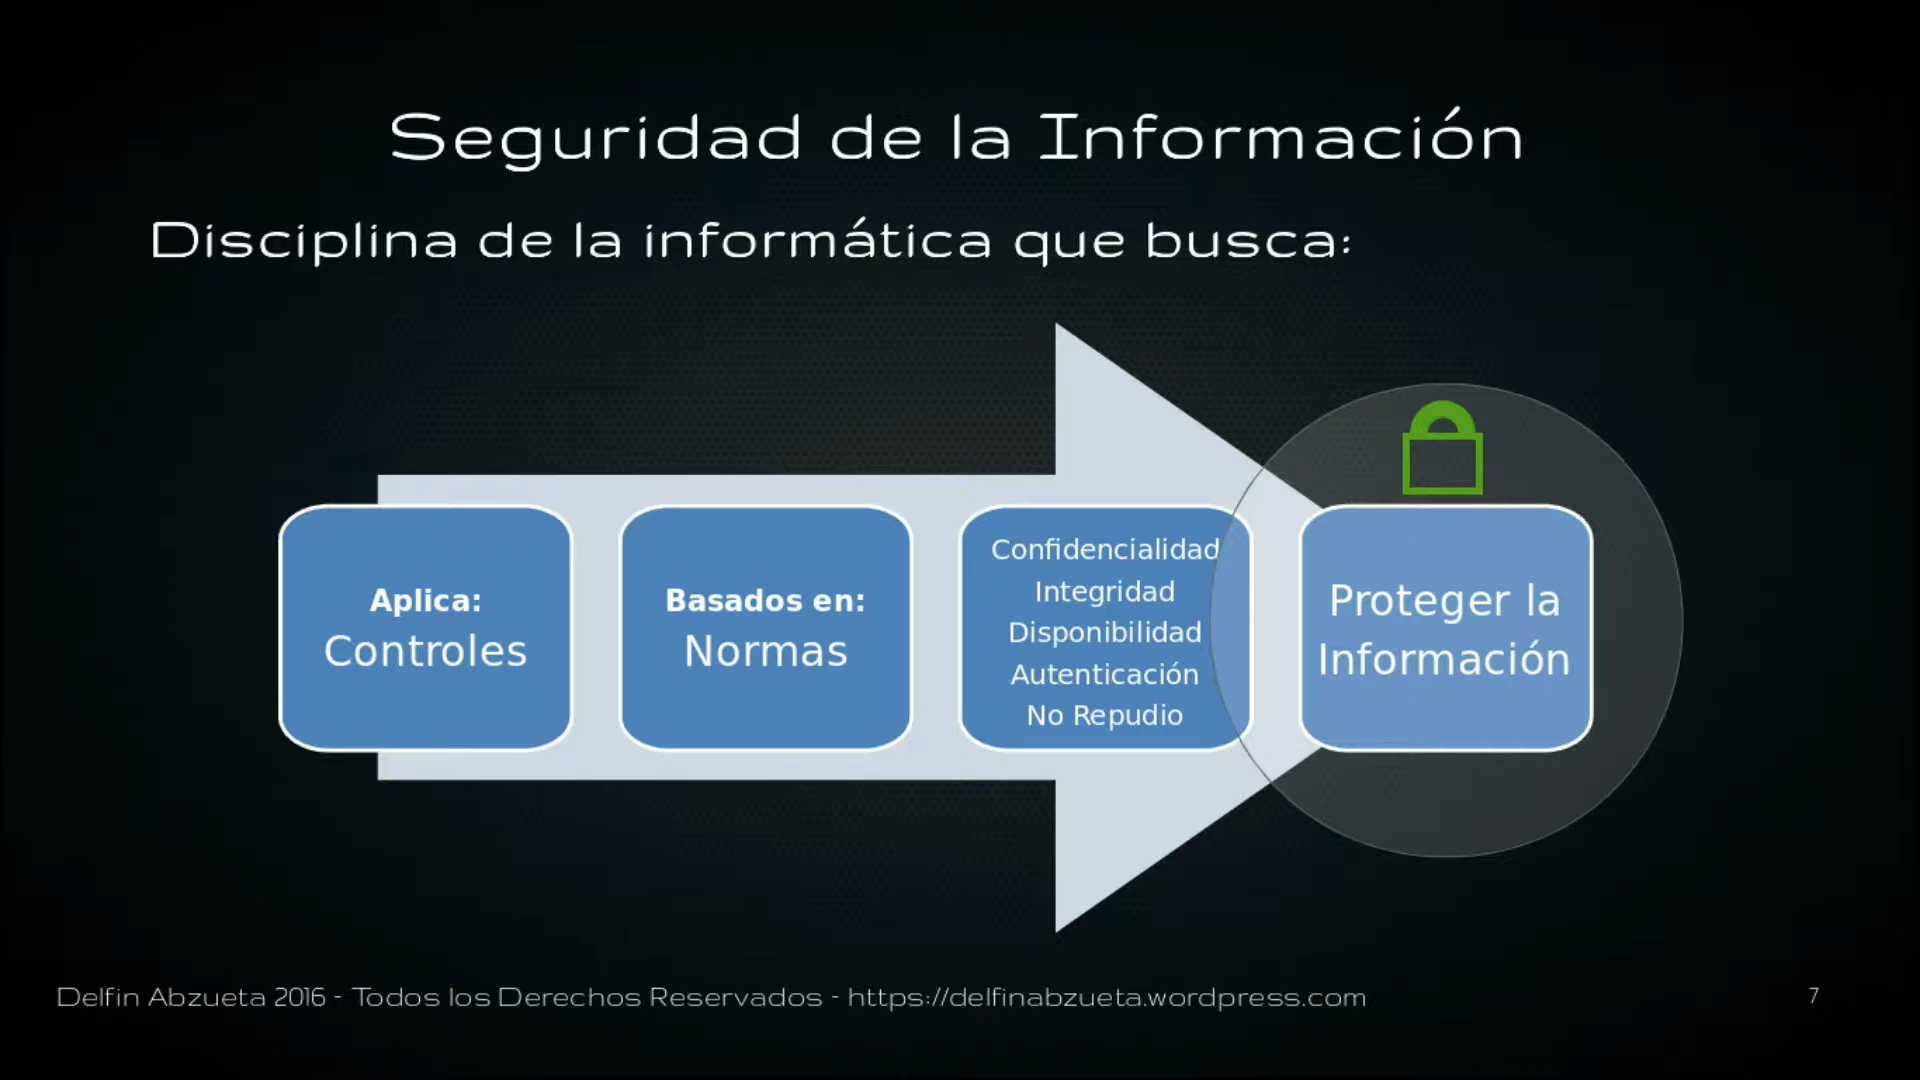 Seguridad de la Información
Disciplina de la informática que busca:
Aplica:
Controles
Basados en:
Normas
Confidencialidad
Integridad
Disponibilidad
Autenticación
No Repudio
Proteger la
Información
Delfin Abzueta 2016 - Todos los Derechos Reservados - https://delfinabzueta.wordpress.com
7